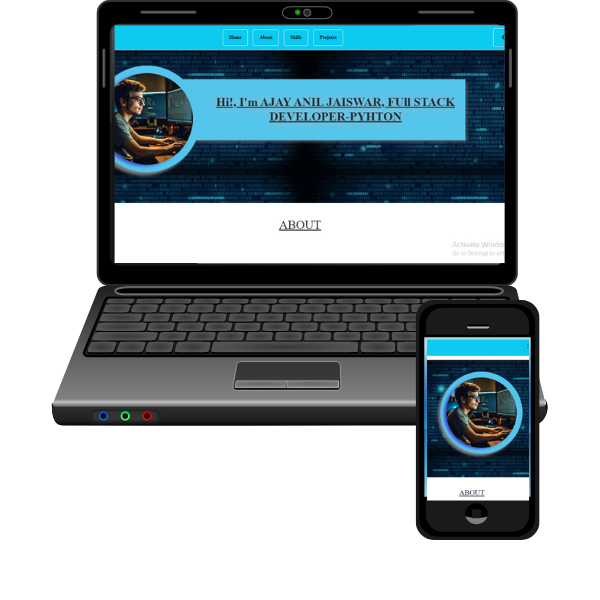 Home About Skills Projects
Hi!, I'm AJAY ANIL JAISWAR, FUll STACK
DEVELOPER-PYHTON
ABOUT
Activate Windo
Go to Settings to act
ABOUT